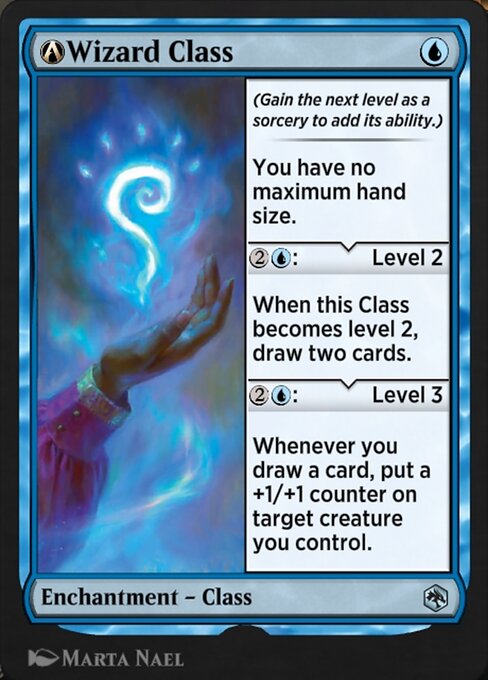 Wizard Class
(Gain the next level as a
sorcery to add its ability.)
You have no
maximum hand
size.
2 : Level 2
When this Class
becomes level 2,
draw two cards.
2 : Level 3
Whenever you
draw a card, put a
+1/+1 counter on
target creature
you control.
Enchantment – Class
Marta Nael